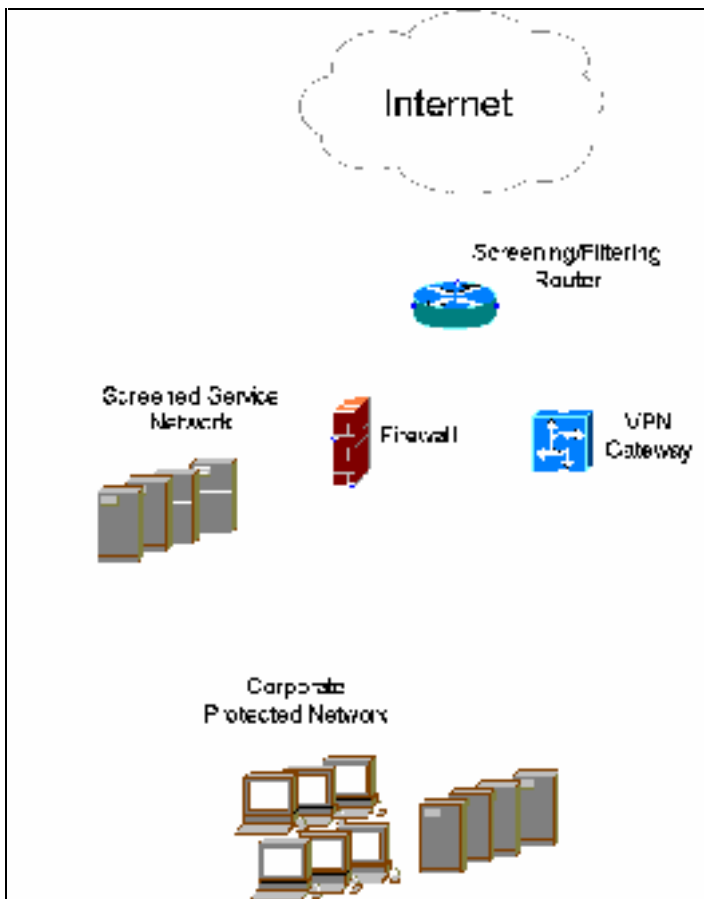 Internet
Screening/Filtering
Router
Screened Service
Network
Firewall
VPN
Gateway
Corporate
Protected Network